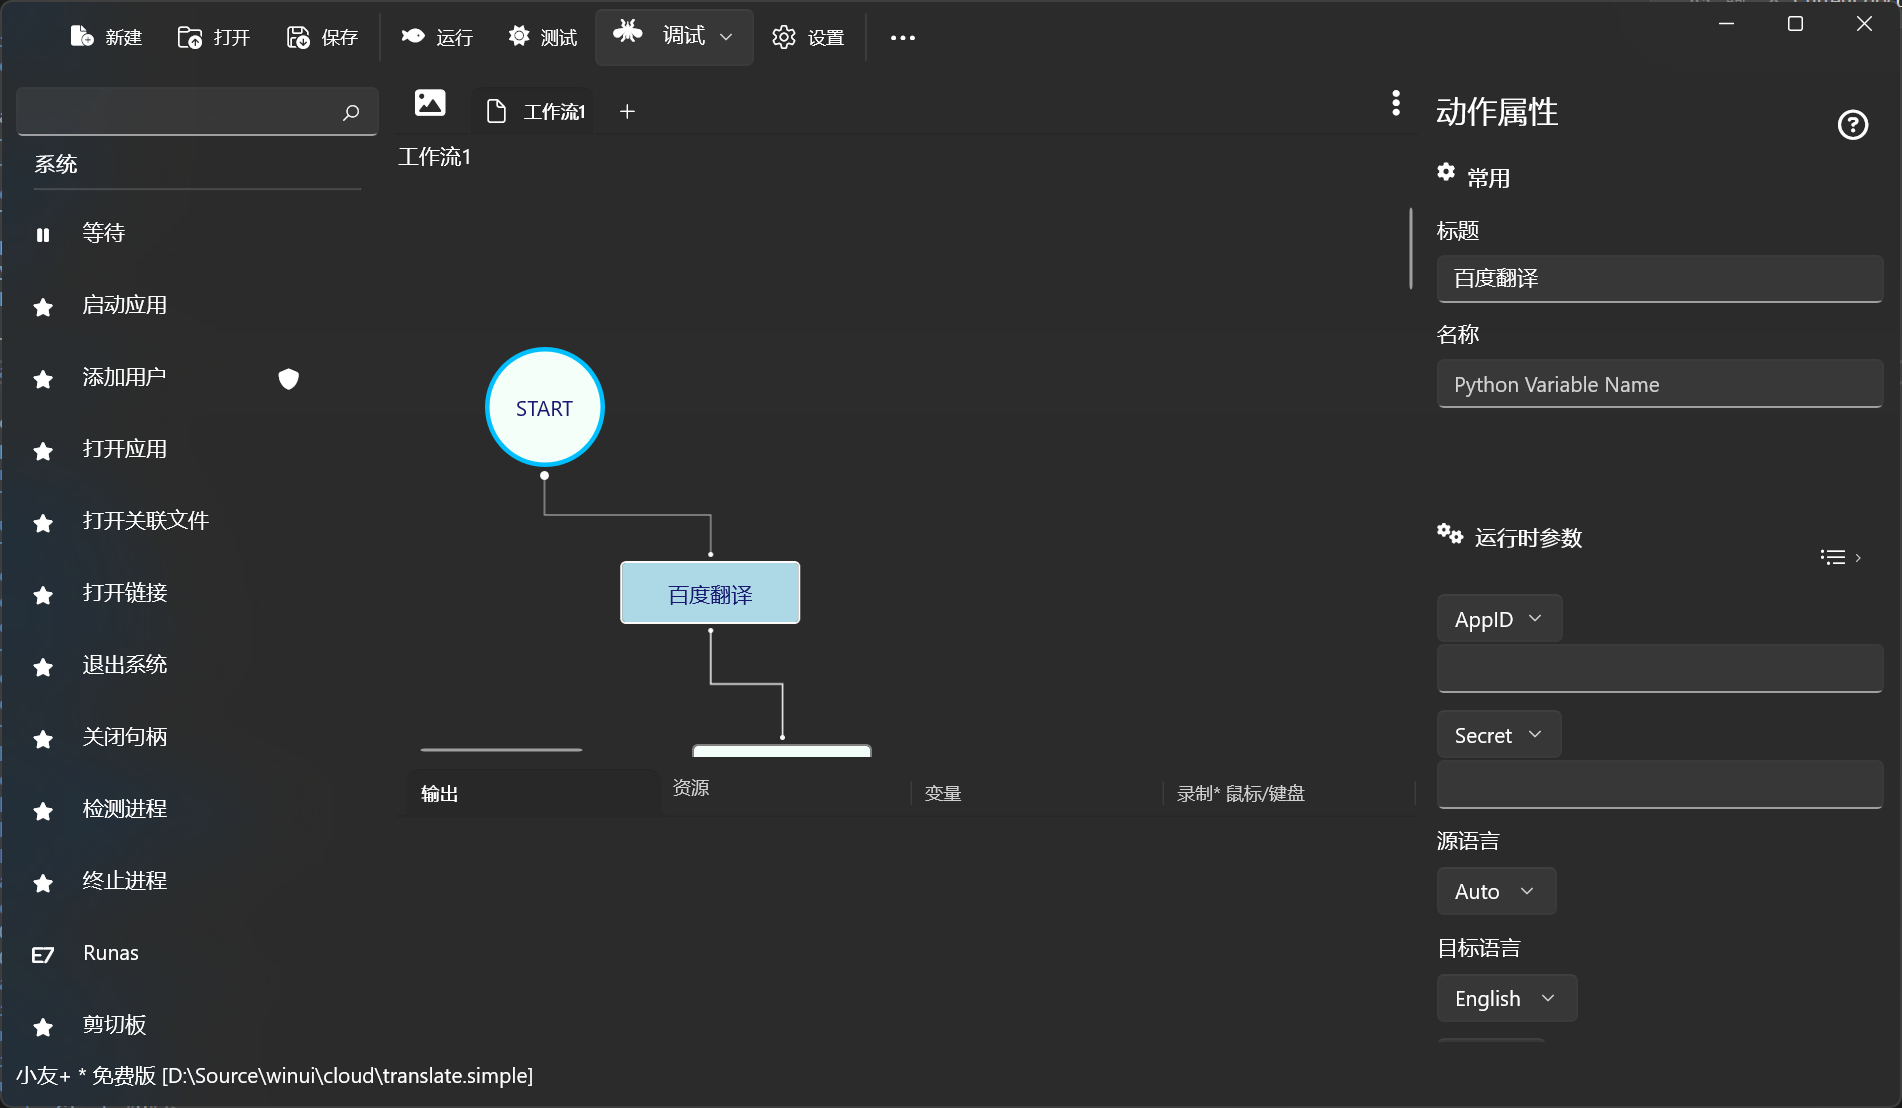 新建
打开
保存
运行
测试
调试
设置
系统
等待
启动应用
添加用户
打开应用
打开关联文件
打开链接
退出系统
关闭句柄
检测进程
终止进程
Runas
剪切板
工作流1
工作流1
START
百度翻译
输出
资源
变量
录制* 鼠标/键盘
动作属性
常用
标题
百度翻译
名称
Python Variable Name
运行时参数
AppID
Secret
源语言
Auto
目标语言
English
小友+ * 免费版 [D:\Source\winui\cloud\translate.simple]